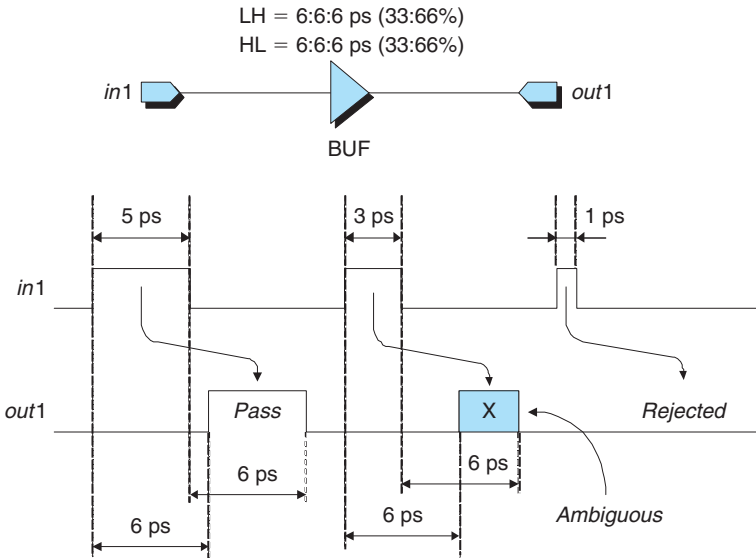 LH = 6:6:6 ps (33:66%)
HL = 6:6:6 ps (33:66%)
in1
out1
BUF
5 ps
3 ps
1 ps
in1
out1
Pass
X
Rejected
6 ps
6 ps
6 ps
6 ps
Ambiguous